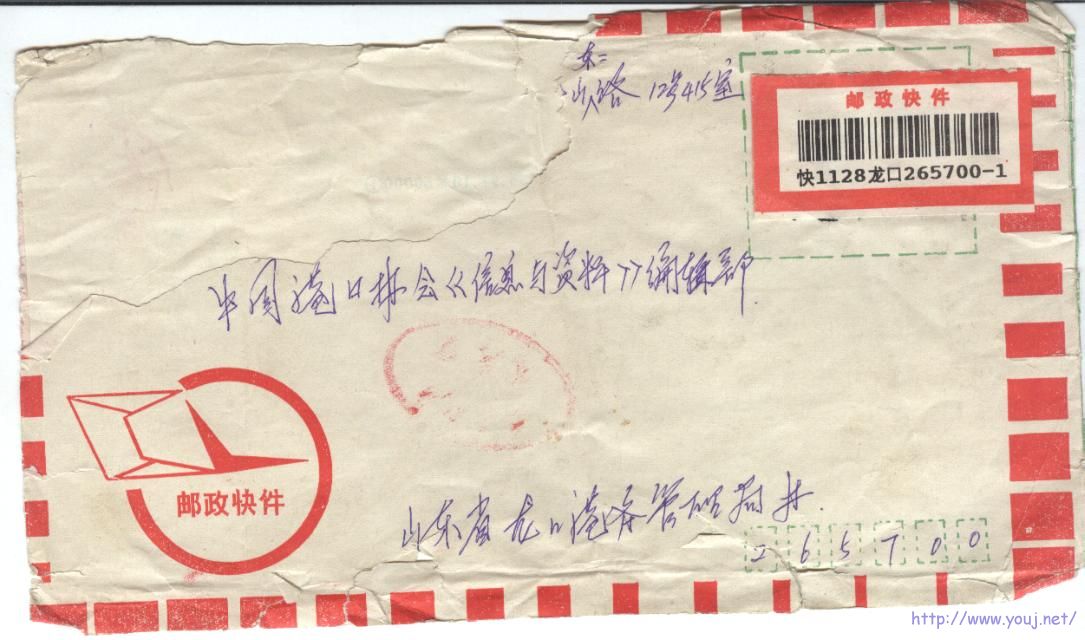 东二
山路 12号415室
邮政快件
快1128龙口265700-1
中国港口协会《信息与资料》编辑部
邮政快件
山东省龙口港务管理局
265700
http://www.youj.net/